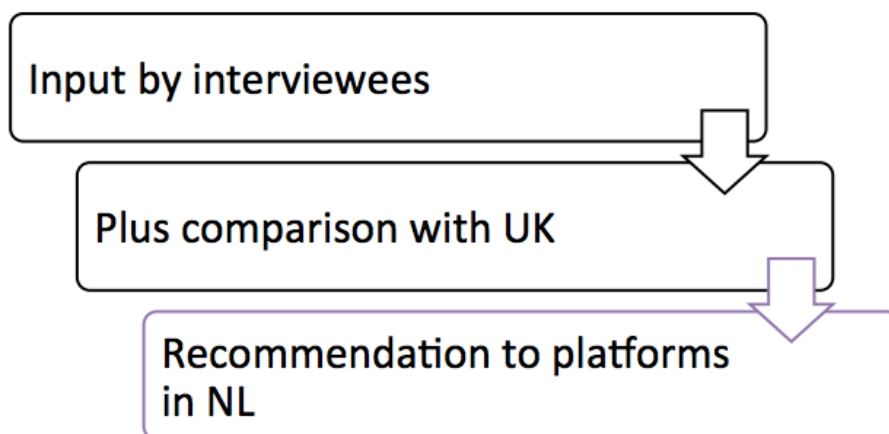 Input by interviewees
Plus comparison with UK
Recommendation to platforms
in NL